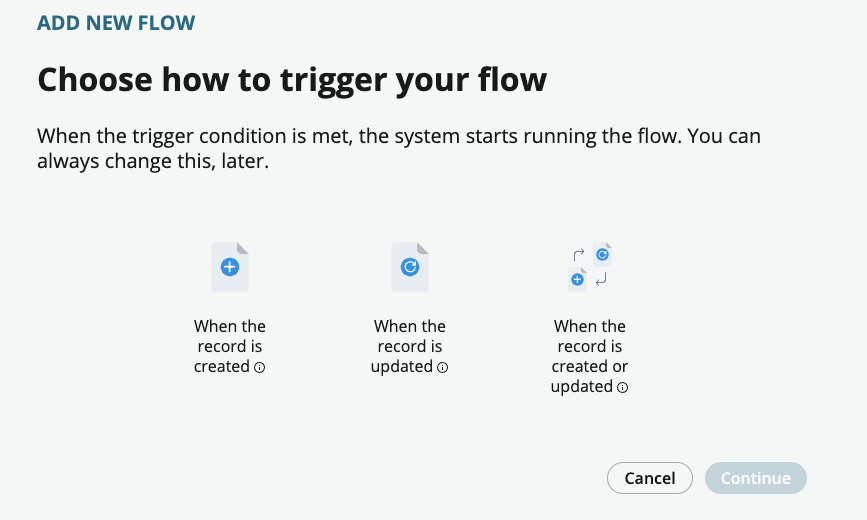 ADD NEW FLOW
Choose how to trigger your flow
When the trigger condition is met, the system starts running the flow. You can
always change this, later.
When the
record is
created
When the
record is
updated
When the
record is
created or
updated
Cancel
Continue